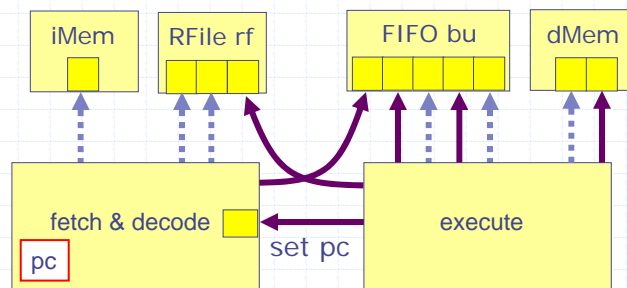 iMem
RFile rf
FIFO bu
dMem
fetch & decode
pc
set pc
execute